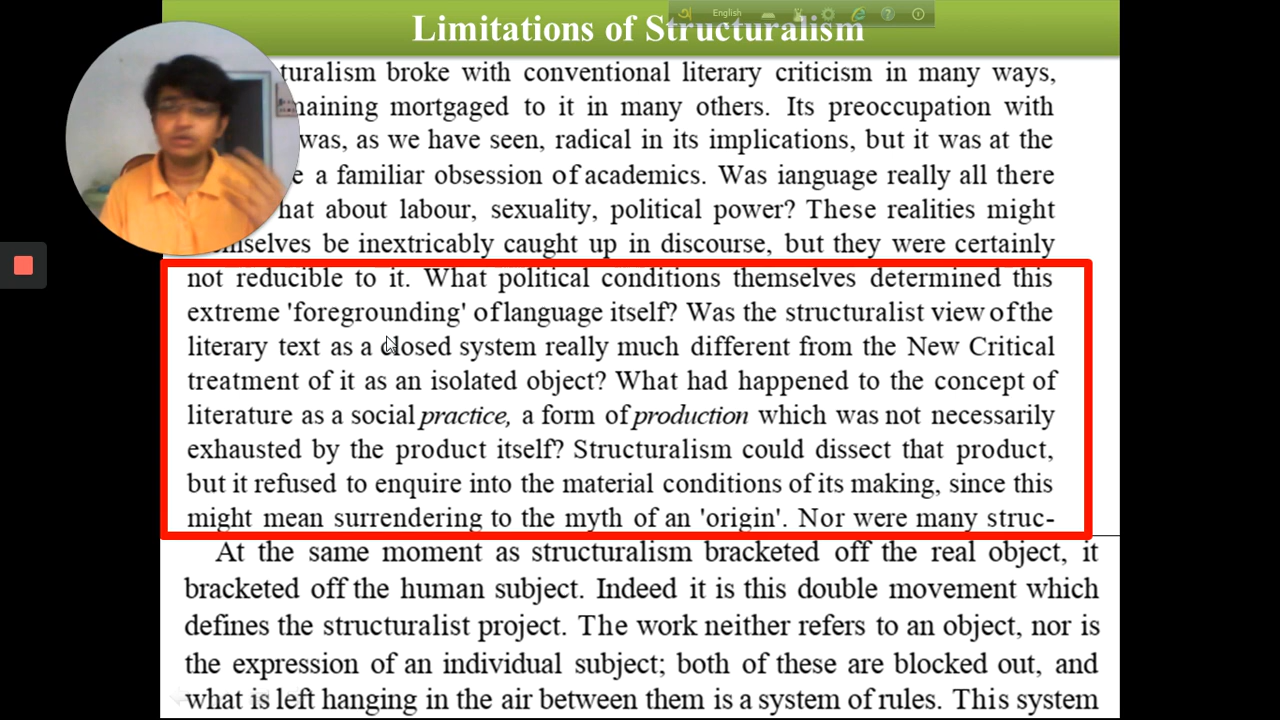 English
Limitations of Structuralism
turalism broke with conventional literary criticism in many ways,
naining mortgaged to it in many others. Its preoccupation with
was, as we have seen, radical in its implications, but it was at the
e a familiar obsession of academics. Was ianguage really all there
hat about labour, sexuality, political power? These realities might
mselves be inextricably caught up in discourse, but they were certainly
not reducible to it. What political conditions themselves determined this
extreme 'foregrounding' of language itself? Was the structuralist view of the
literary text as a closed system really much different from the New Critical
treatment of it as an isolated object? What had happened to the concept of
literature as a social practice, a form of production which was not necessarily
exhausted by the product itself? Structuralism could dissect that product,
but it refused to enquire into the material conditions of its making, since this
might mean surrendering to the myth of an 'origin'. Nor were many struc-
At the same moment as structuralism bracketed off the real object, it
bracketed off the human subject. Indeed it is this double movement which
defines the structuralist project. The work neither refers to an object, nor is
the expression of an individual subject; both of these are blocked out, and
what is left hanging in the air between them is a system of rules. This system